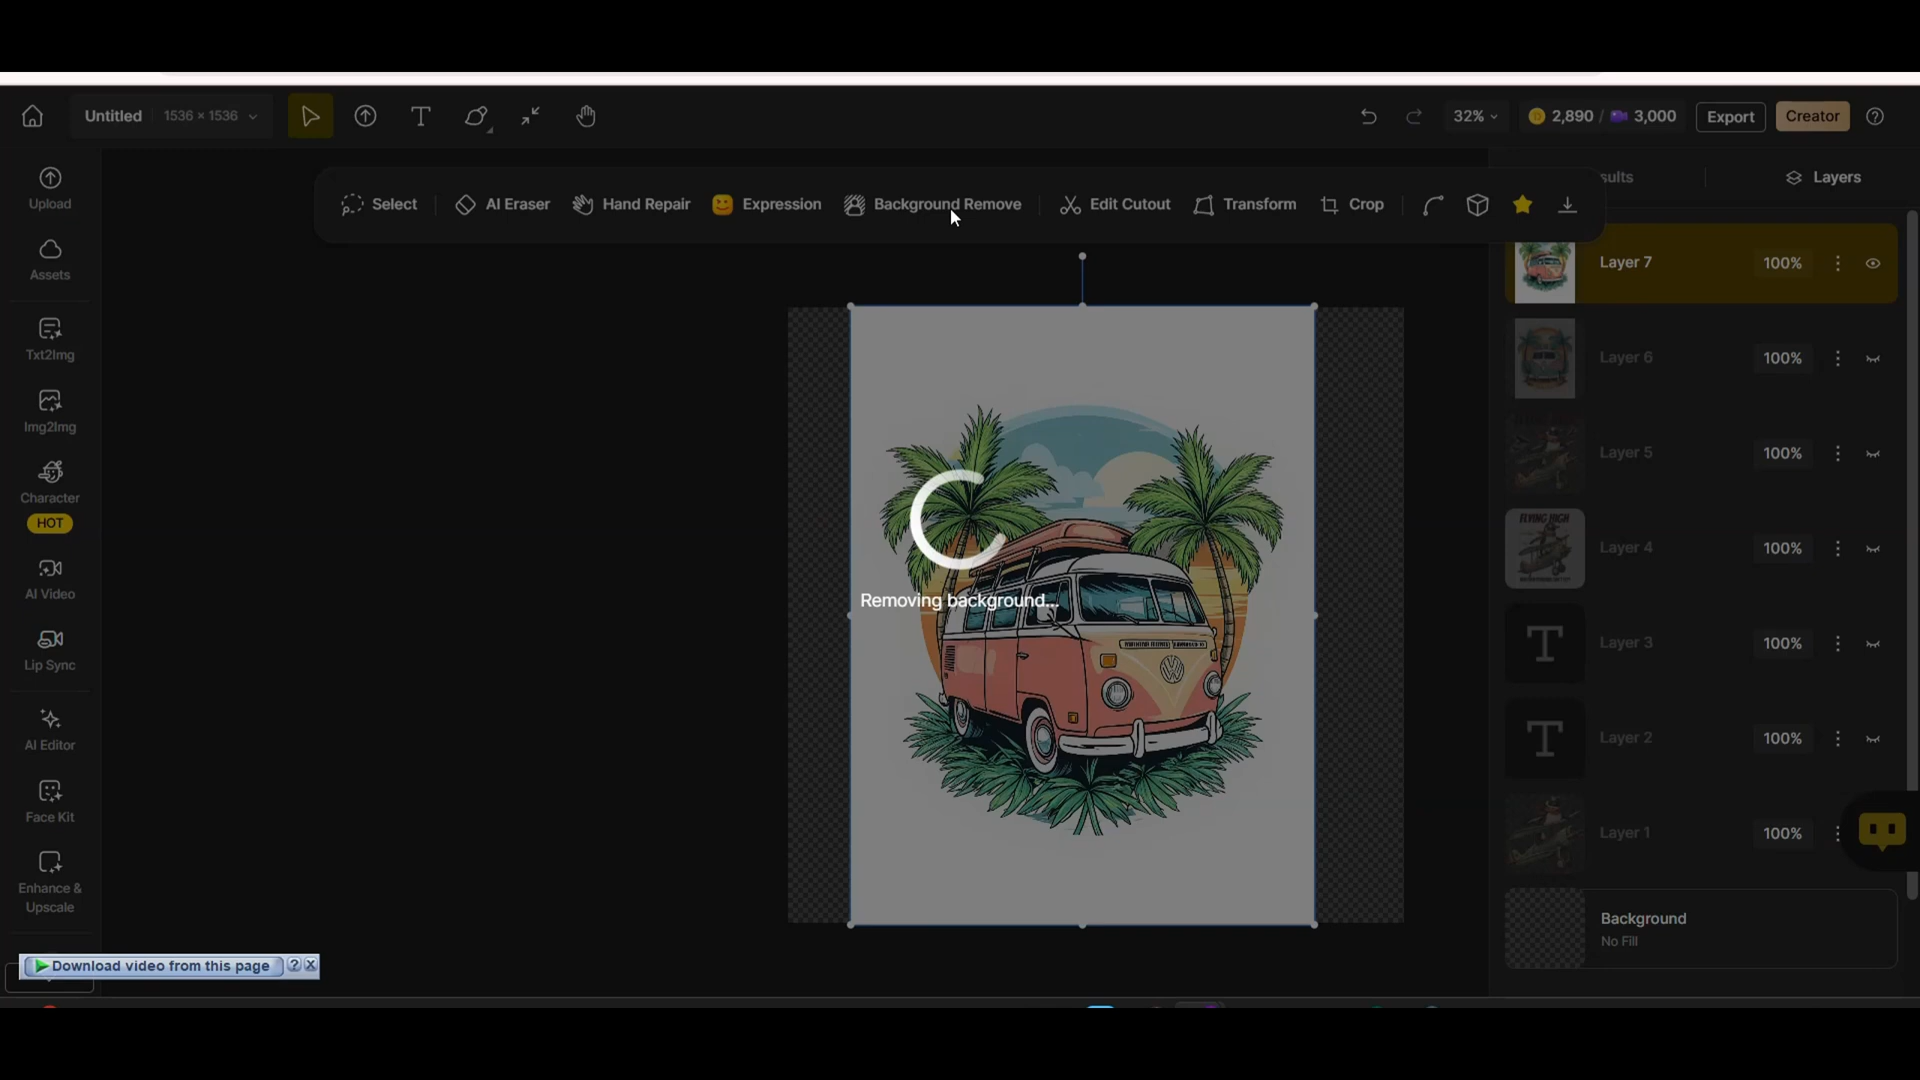 Untitled 1536 × 1536
32% 2,890 / 3,000 Export Creator
Upload
Assets
Txt2Img
Img2Img
Character
HOT
AI Video
Lip Sync
AI Editor
Face Kit
Enhance &
Upscale
Select AI Eraser Hand Repair Expression Background Remove Edit Cutout Transform Crop
sults Layers
Layer 7 100%
Layer 6 100%
Layer 5 100%
FLYING HIGH
Layer 4 100%
T Layer 3 100%
T Layer 2 100%
Layer 1 100%
Background
No Fill
Removing background...
Download video from this page